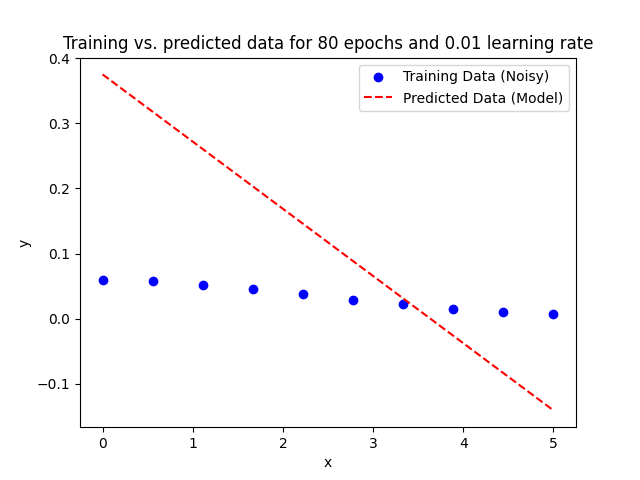 Training vs. predicted data for 80 epochs and 0.01 learning rate
Training Data (Noisy)
Predicted Data (Model)
0.4
0.3
0.2
0.1
0.0
−0.1
y
0 1 2 3 4 5
x